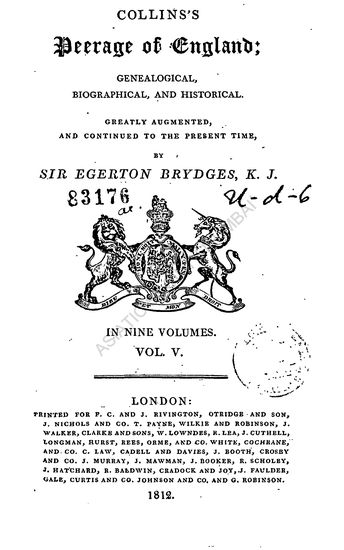 COLLINS'S
Peerage of England;
GENEALOGICAL,
BIOGRAPHICAL, AND HISTORICAL.
GREATLY AUGMENTED,
AND CONTINUED TO THE PRESENT TIME,
BY
SIR EGERTON BRYDGES, K. J.
83176
U-d-6
DIEU ET MON DROIT
IN NINE VOLUMES.
VOL. V.
LONDON:
PRINTED FOR F. C. AND J. RIVINGTON, OTRIDGE AND SON,
J. NICHOLS AND CO. T. PAYNE, WILKIE AND ROBINSON, J.
WALKER, CLARKE AND SONS, W. LOWNDES, R. LEA, J. CUTHELL,
LONGMAN, HURST, REES, ORME, AND CO. WHITE, COCHRANE,
AND CO. C. LAW, CADELL AND DAVIES, J. BOOTH, CROSBY
AND CO. J. MURRAY, J. MAWMAN, J. BOOKER, R. SCHOLEY,
J. HATCHARD, R. BALDWIN, CRADOCK AND JOY, J. FAULDER,
GALE, CURTIS AND CO. JOHNSON AND CO. AND G. ROBINSON.
1812.